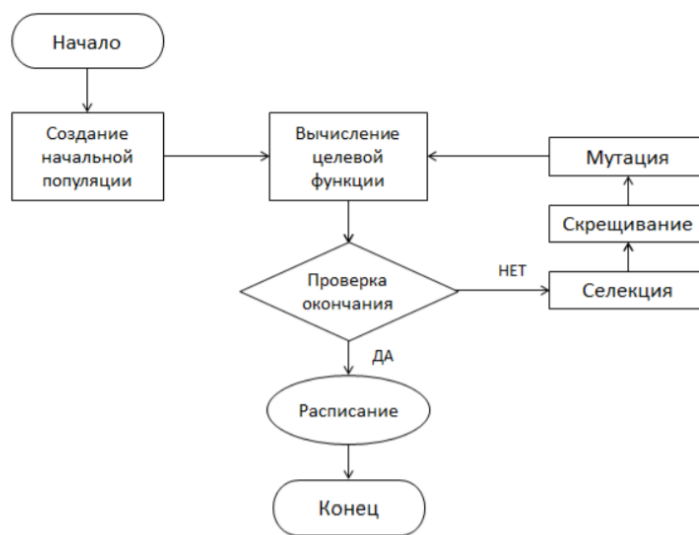 Начало
Создание
начальной
популяции
Вычисление
целевой
функции
Мутация
Скрещивание
Селекция
НЕТ
Проверка
окончания
ДА
Расписание
Конец